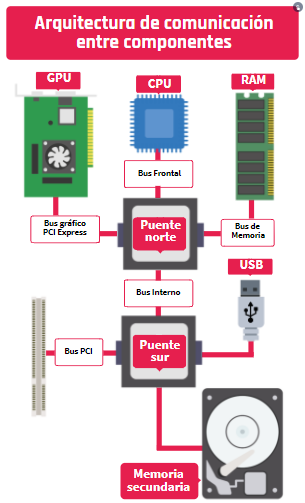 Arquitectura de comunicación
entre componentes
GPU
CPU
RAM
Bus Frontal
Bus gráfico
PCI Express
Puente
norte
Bus de
Memoria
USB
Bus Interno
Bus PCI
Puente
sur
Memoria
secundaria